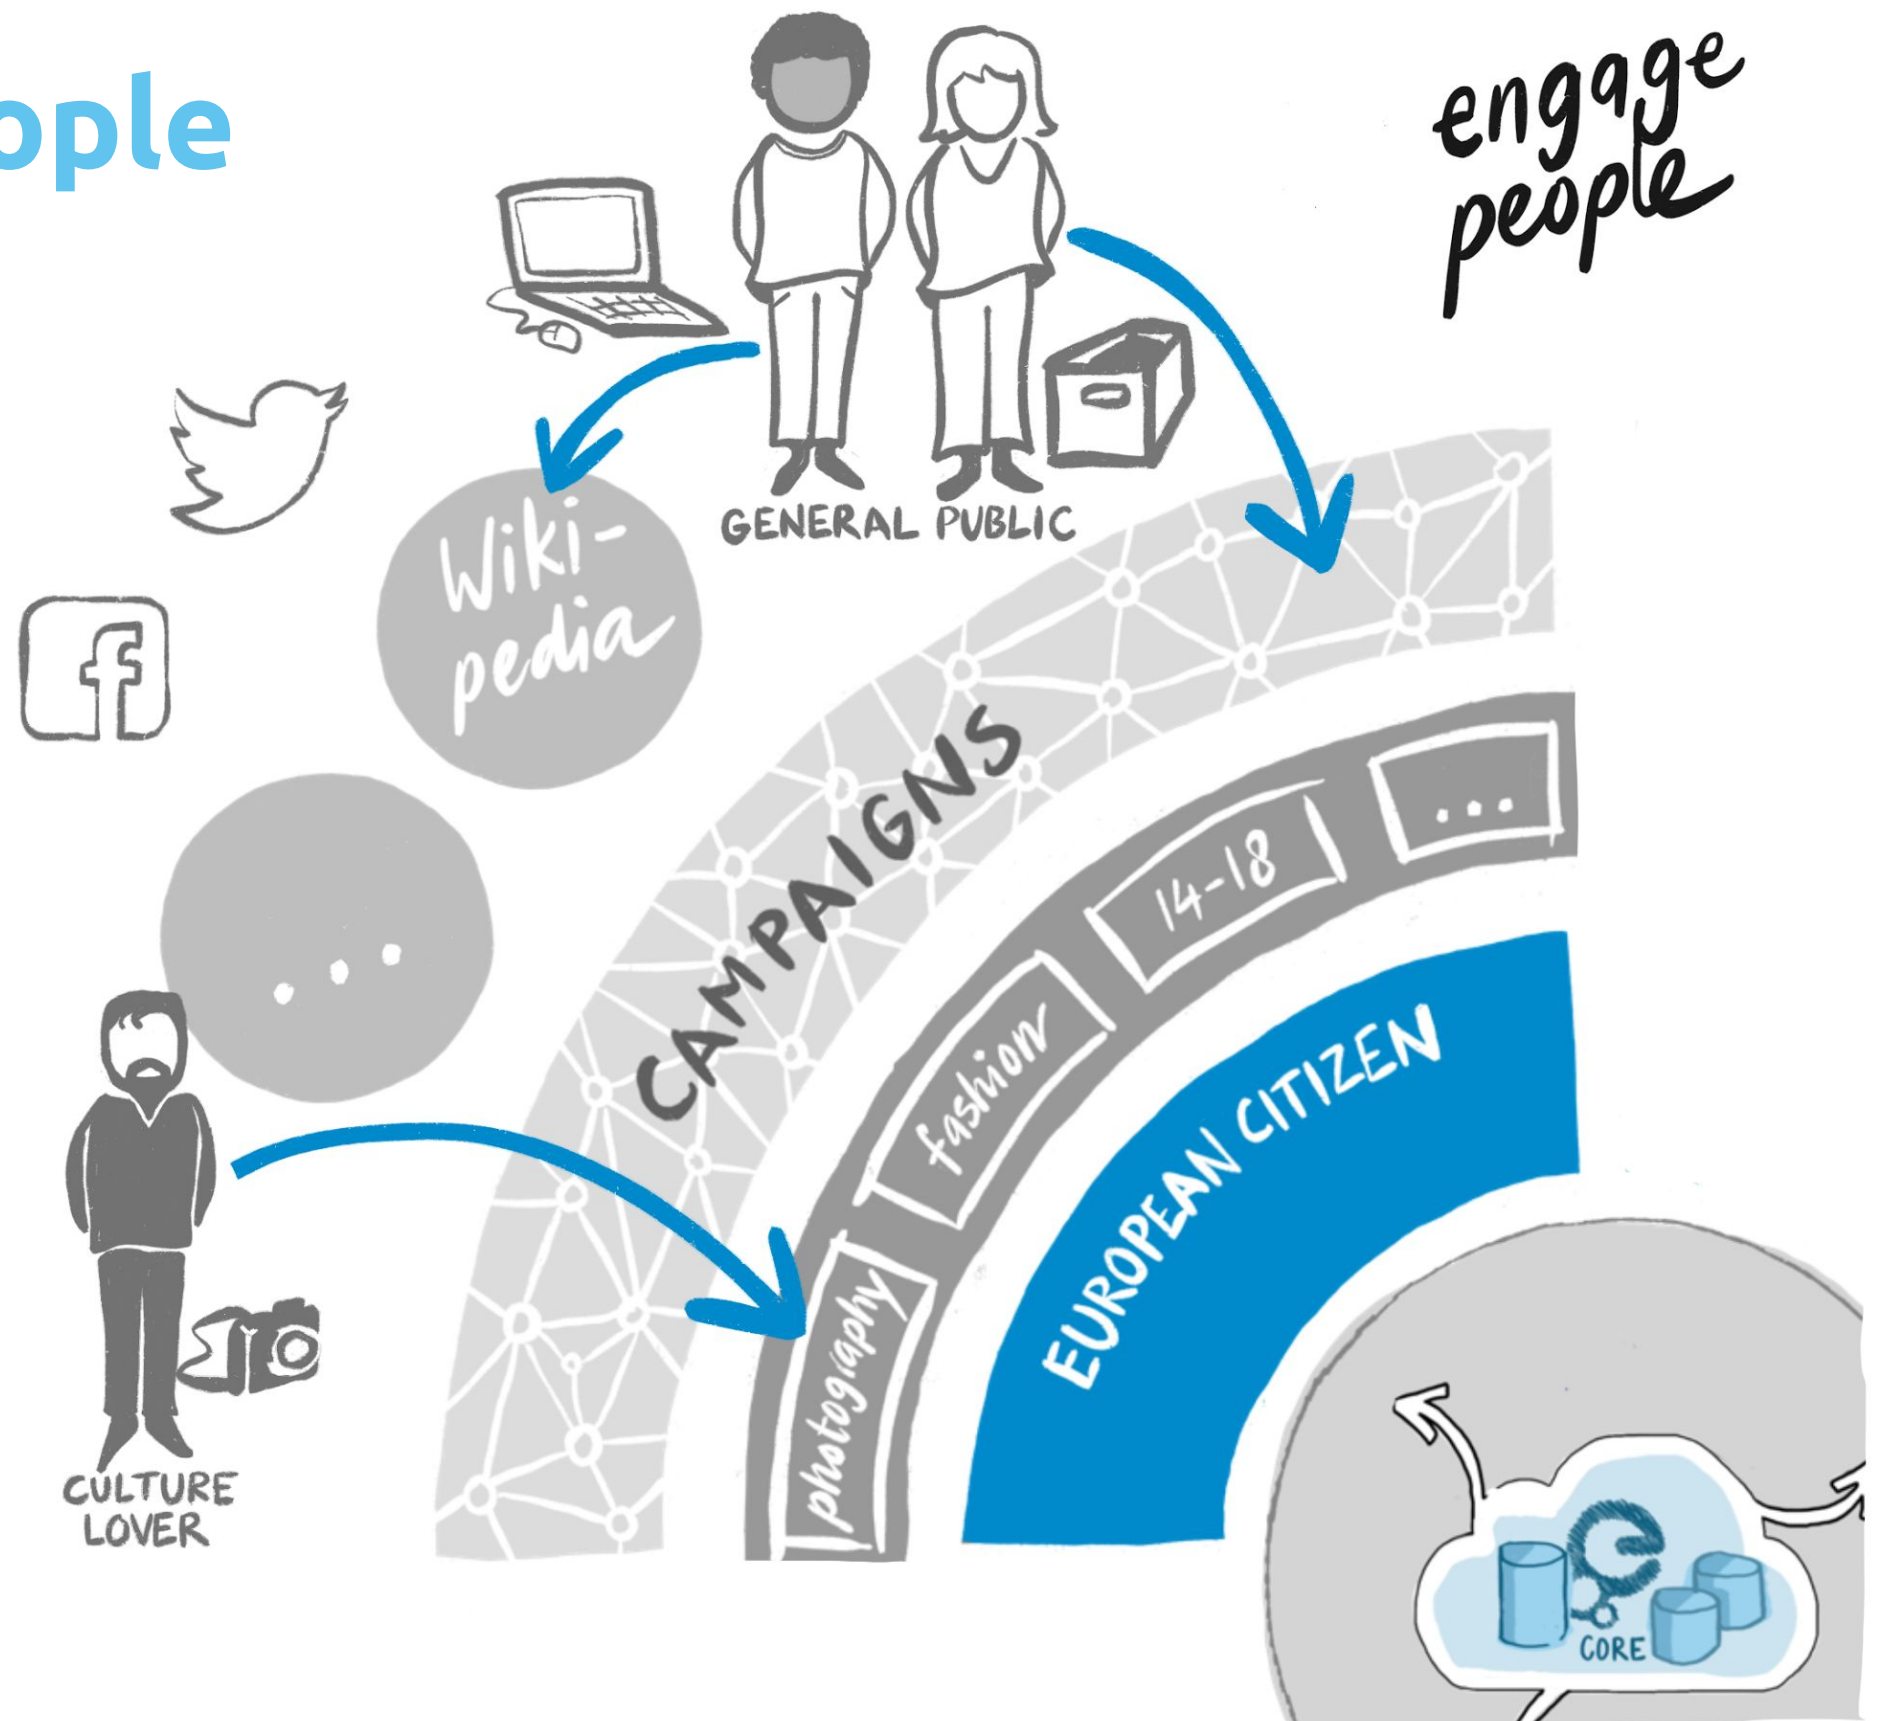 ople
engage
people
GENERAL PUBLIC
Wiki-
pedia
f
CAMPAIGNS
...
14-18
fashion
photography
...
EUROPEAN CITIZEN
CULTURE
LOVER
e
CORE